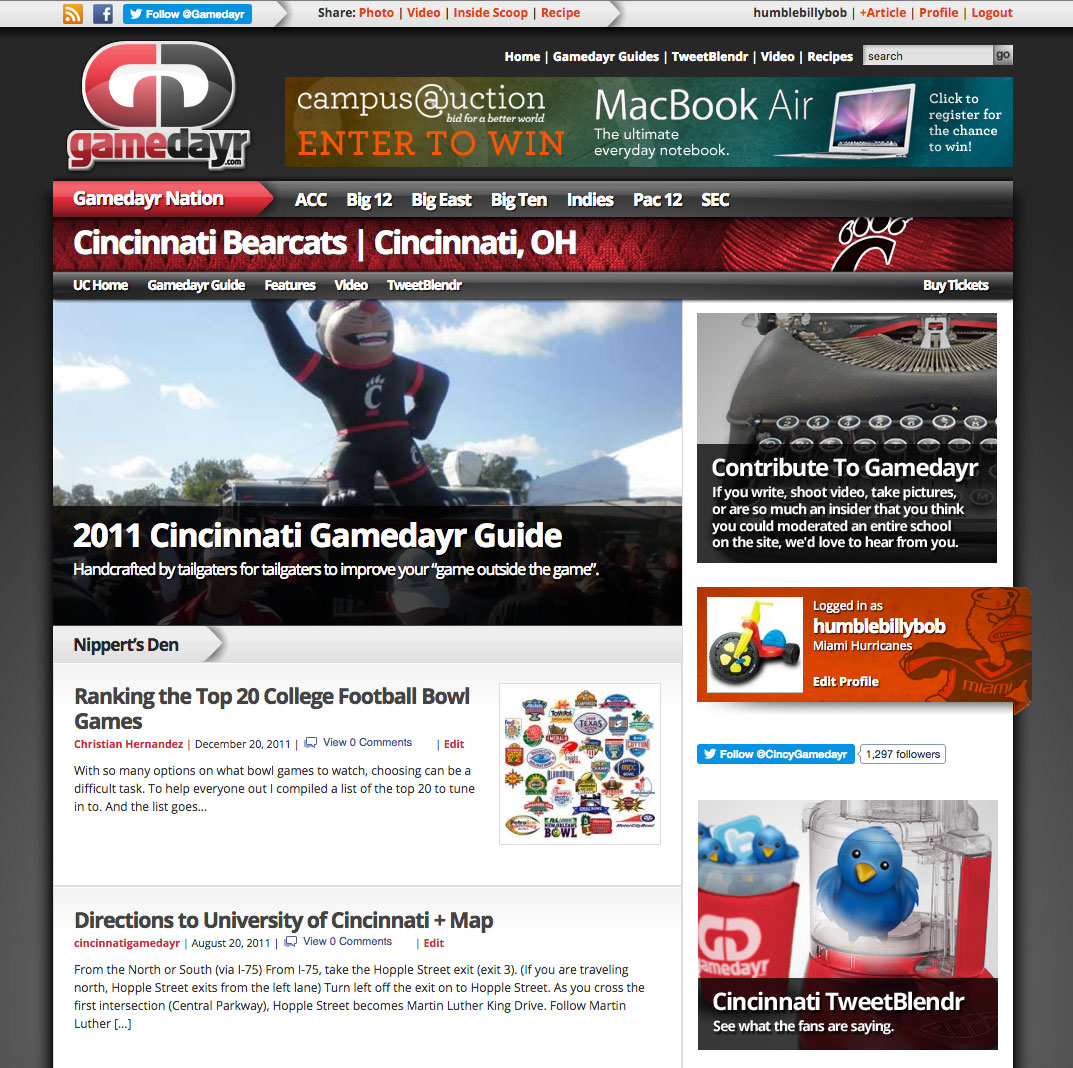 Follow @Gamedayr
Share: Photo | Video | Inside Scoop | Recipe
humblebillybob | +Article | Profile | Logout
GD
gamedayr
.com
Home | Gamedayr Guides | TweetBlendr | Video | Recipes
search
go
campus@uction
bid for a better world
ENTER TO WIN
MacBook Air
The ultimate
everyday notebook.
Click to
register for
the chance
to win!
Gamedayr Nation
ACC Big 12 Big East Big Ten Indies Pac 12 SEC
Cincinnati Bearcats | Cincinnati, OH
UC Home Gamedayr Guide Features Video TweetBlendr
Buy Tickets
C
2011 Cincinnati Gamedayr Guide
Handcrafted by tailgaters for tailgaters to improve your "game outside the game".
Contribute To Gamedayr
If you write, shoot video, take pictures,
or are so much an insider that you think
you could moderated an entire school
on the site, we'd love to hear from you.
Logged in as
humblebillybob
Miami Hurricanes
Edit Profile
MIAMI
Nippert's Den
Ranking the Top 20 College Football Bowl
Games
Christian Hernandez | December 20, 2011 | View 0 Comments | Edit
With so many options on what bowl games to watch, choosing can be a
difficult task. To help everyone out I compiled a list of the top 20 to tune
in to. And the list goes...
TEXAS
BOWL
Follow @CincyGamedayr
1,297 followers
Directions to University of Cincinnati + Map
cincinnatigamedayr | August 20, 2011 | View 0 Comments | Edit
From the North or South (via I-75) From I-75, take the Hopple Street exit (exit 3). (If you are traveling
north, Hopple Street exits from the left lane) Turn left off the exit on to Hopple Street. As you cross the
first intersection (Central Parkway), Hopple Street becomes Martin Luther King Drive. Follow Martin
Luther [...]
GD
gamedayr
Cincinnati TweetBlendr
See what the fans are saying.